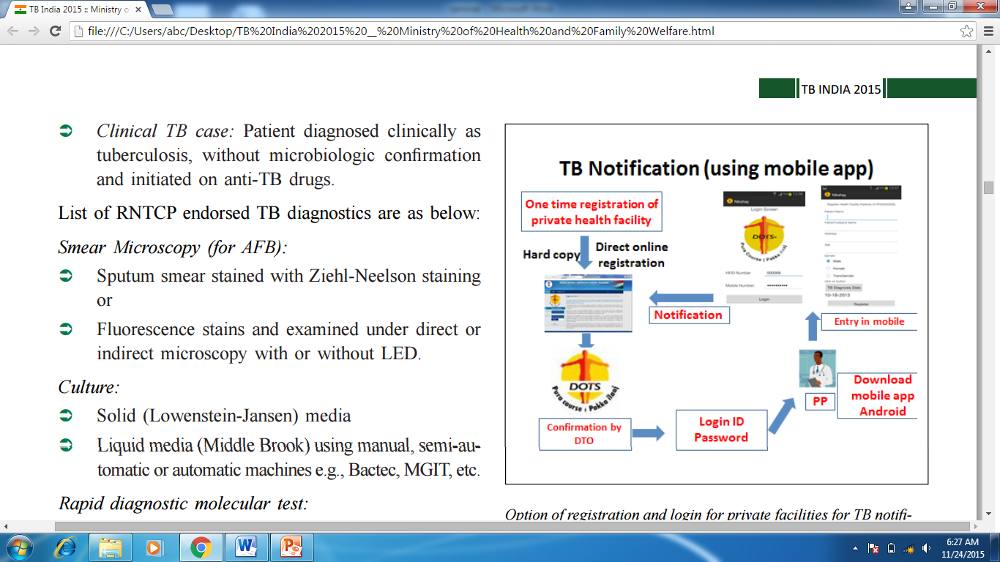 TB India 2015 :: Ministry o
file:///C:/Users/abc/Desktop/TB%20India%202015%20__%20Ministry%20of%20Health%20and%20Family%20Welfare.html
TB INDIA 2015
Clinical TB case: Patient diagnosed clinically as
tuberculosis, without microbiologic confirmation
and initiated on anti-TB drugs.
List of RNTCP endorsed TB diagnostics are as below:
Smear Microscopy (for AFB):
Sputum smear stained with Ziehl-Neelson staining
or
Fluorescence stains and examined under direct or
indirect microscopy with or without LED.
Culture:
Solid (Lowenstein-Jansen) media
Liquid media (Middle Brook) using manual, semi-au-
tomatic or automatic machines e.g., Bactec, MGIT, etc.
Rapid diagnostic molecular test:
TB Notification (using mobile app)
One time registration of
private health facility
Hard copy
Direct online
registration
Notification
DOTS
Pura course ; Pakka ilaaj
Confirmation by
DTO
Login ID
Password
PP
Download
mobile app
Android
Entry in mobile
Nikshay
Login Screen
DOTS-
Pura Course | Pakka Ilaaj
HFID Number
000006
Mobile Number:
••••••••••
Login
13:37
Nikshay
Patient Name
Father/husband Name
Address
Age
Gender
Male
Female
TransGender
TB Diagnosis Date
10-18-2013
Register
Option of registration and login for private facilities for TB notifi-
6:27 AM
11/24/2015